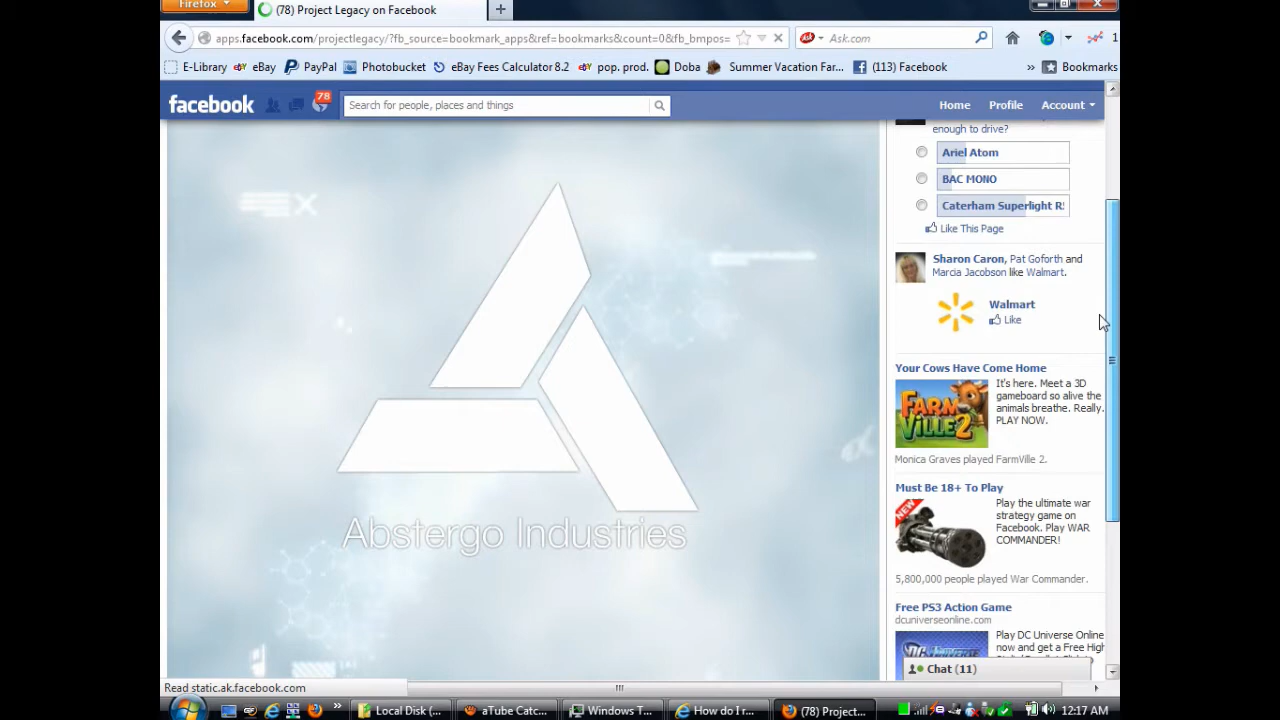 Firefox
(78) Project Legacy on Facebook
apps.facebook.com/projectlegacy/?fb_source=bookmark_apps&ref=bookmarks&count=0&fb_bmpos=
Ask.com
1
E-Library eBay PayPal Photobucket eBay Fees Calculator 8.2 pop. prod. Doba Summer Vacation Far... (113) Facebook » Bookmarks
facebook 78 Search for people, places and things Home Profile Account
enough to drive?
Ariel Atom
BAC MONO
Caterham Superlight R
Like This Page
Sharon Caron, Pat Goforth and
Marcia Jacobson like Walmart.
Walmart
Like
Your Cows Have Come Home
FARM
VILLE2
It's here. Meet a 3D
gameboard so alive the
animals breathe. Really.
PLAY NOW.
Monica Graves played FarmVille 2.
Must Be 18+ To Play
NEW
Play the ultimate war
strategy game on
Facebook. Play WAR
COMMANDER!
5,800,000 people played War Commander.
Free PS3 Action Game
dcuniverseonline.com
Play DC Universe Online
now and get a Free High
Abstergo Industries
Chat (11)
Read static.ak.facebook.com
» Local Disk (... aTube Catc... Windows T... How do I r... (78) Project... 12:17 AM